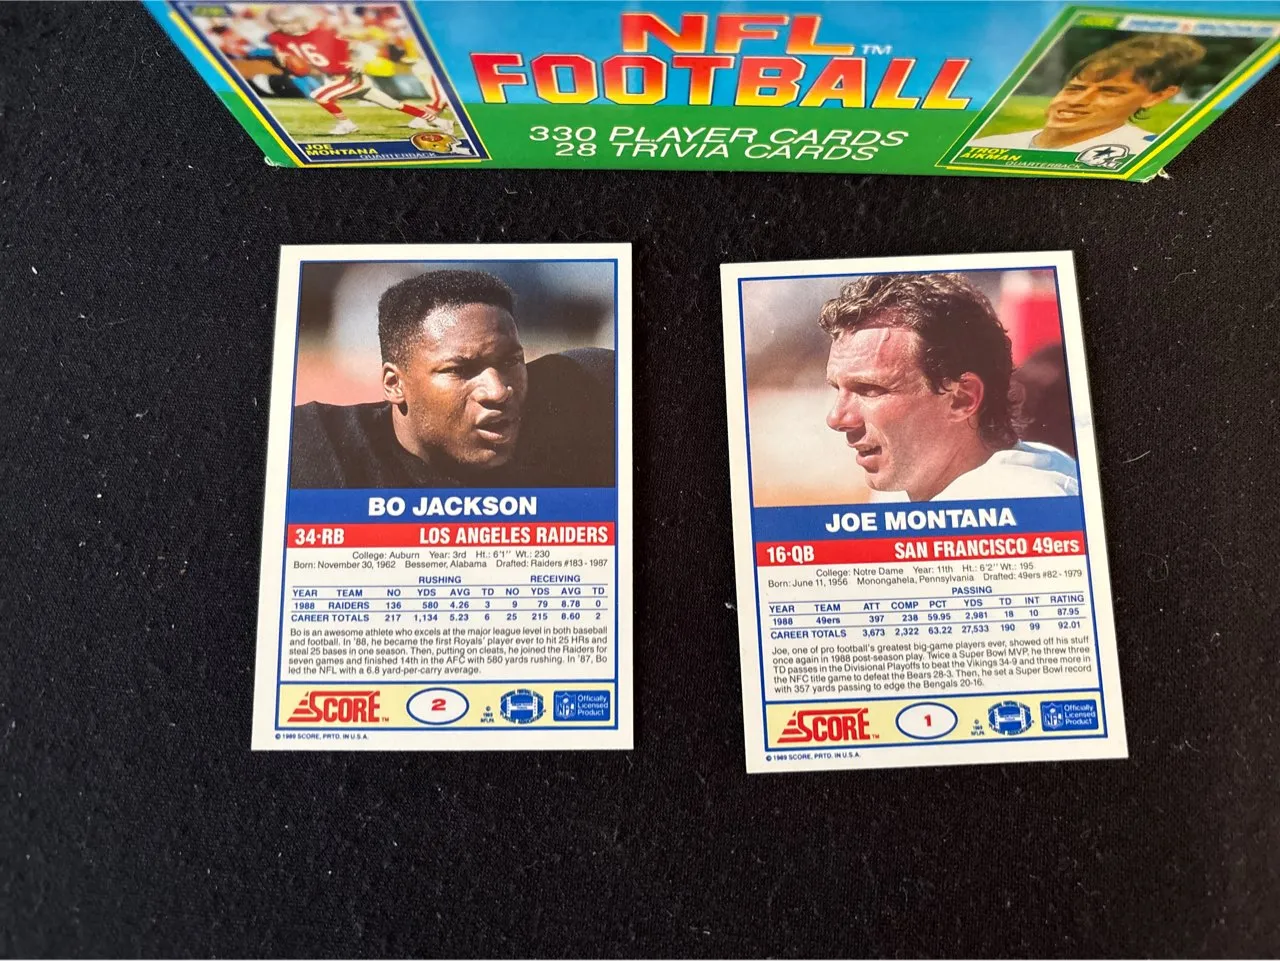 NFL TM
FOOTBALL
330 PLAYER CARDS
28 TRIVIA CARDS
16
JOE
MONTANA
QUARTERBACK
TROY
AIKMAN
QUARTERBACK
BO JACKSON
34·RB LOS ANGELES RAIDERS
College: Auburn Year: 3rd Ht.: 6'1" Wt.: 230
Born: November 30, 1962 Bessemer, Alabama Drafted: Raiders #183 - 1987
RUSHING RECEIVING
YEAR TEAM NO YDS AVG TD NO YDS AVG TD
1988 RAIDERS 136 580 4.26 3 9 79 8.78 0
CAREER TOTALS 217 1,134 5.23 6 25 215 8.60 2
Bo is an awesome athlete who excels at the major league level in both baseball
and football. In '88, he became the first Royals' player ever to hit 25 HRs and
steal 25 bases in one season. Then, putting on cleats, he joined the Raiders for
seven games and finished 14th in the AFC with 580 yards rushing. In '87, Bo
led the NFL with a 6.8 yard-per-carry average.
SCORE TM
2
© 1989 NFLPA
NFL
Officially
Licensed
Product
© 1989 SCORE, PRTD. IN U.S.A.
JOE MONTANA
16·QB SAN FRANCISCO 49ers
College: Notre Dame Year: 11th Ht.: 6'2" Wt.: 195
Born: June 11, 1956 Monongahela, Pennsylvania Drafted: 49ers #82 - 1979
PASSING
YEAR TEAM ATT COMP PCT YDS TD INT RATING
1988 49ers 397 238 59.95 2,981 18 10 87.95
CAREER TOTALS 3,673 2,322 63.22 27,533 190 99 92.01
Joe, one of pro football's greatest big-game players ever, showed off his stuff
once again in 1988 post-season play. Twice a Super Bowl MVP, he threw three
TD passes in the Divisional Playoffs to beat the Vikings 34-9 and three more in
the NFC title game to defeat the Bears 28-3. Then, he set a Super Bowl record
with 357 yards passing to edge the Bengals 20-16.
SCORE TM
1
© 1989 NFLPA
NFL
Officially
Licensed
Product
© 1989 SCORE, PRTD. IN U.S.A.